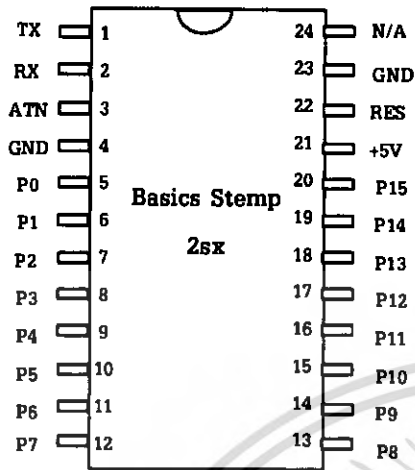 TX 1 24 N/A
RX 2 23 GND
ATN 3 22 RES
GND 4 21 +5V
P0 5 20 P15
P1 6 Basics Stemp 19 P14
P2 7 2sx 18 P13
P3 8 17 P12
P4 9 16 P11
P5 10 15 P10
P6 11 14 P9
P7 12 13 P8